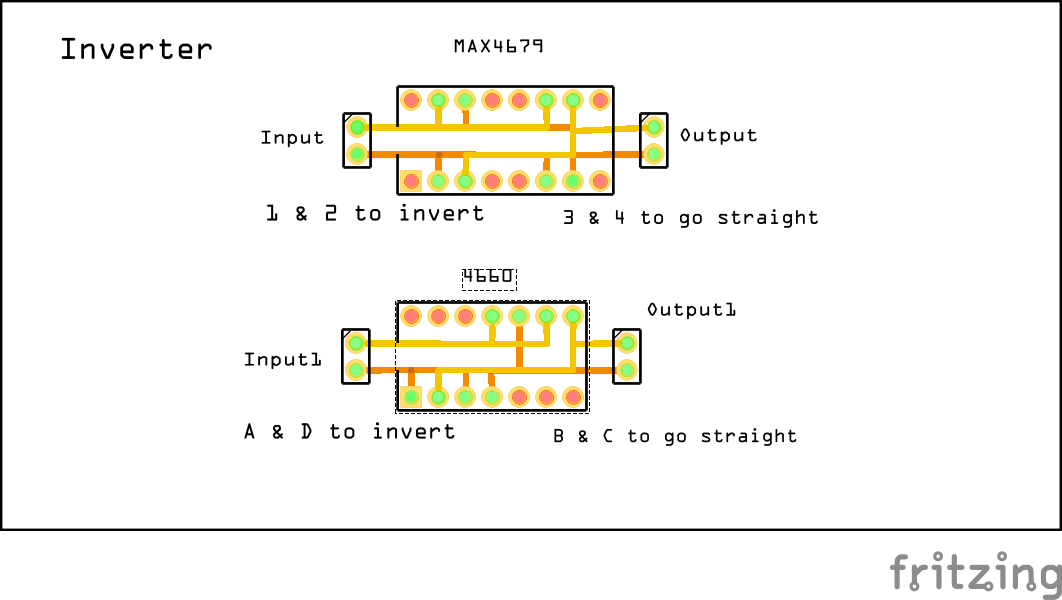 Inverter
MAX4679
Input
Output
1 & 2 to invert
3 & 4 to go straight
4660
Output1
Input1
A & D to invert
B & C to go straight
fritzing